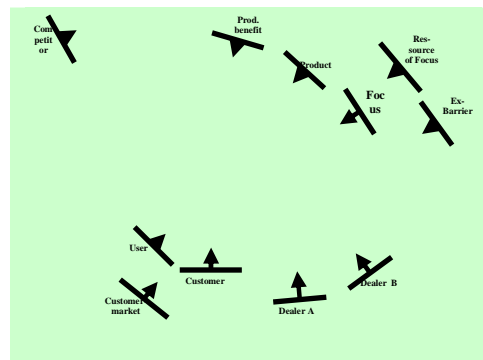 Com
petit
or
Prod.
benefit
Product
Res-
source
of Focus
Foc
us
Ex-
Barrier
User
Customer
Customer
market
Dealer A
Dealer B